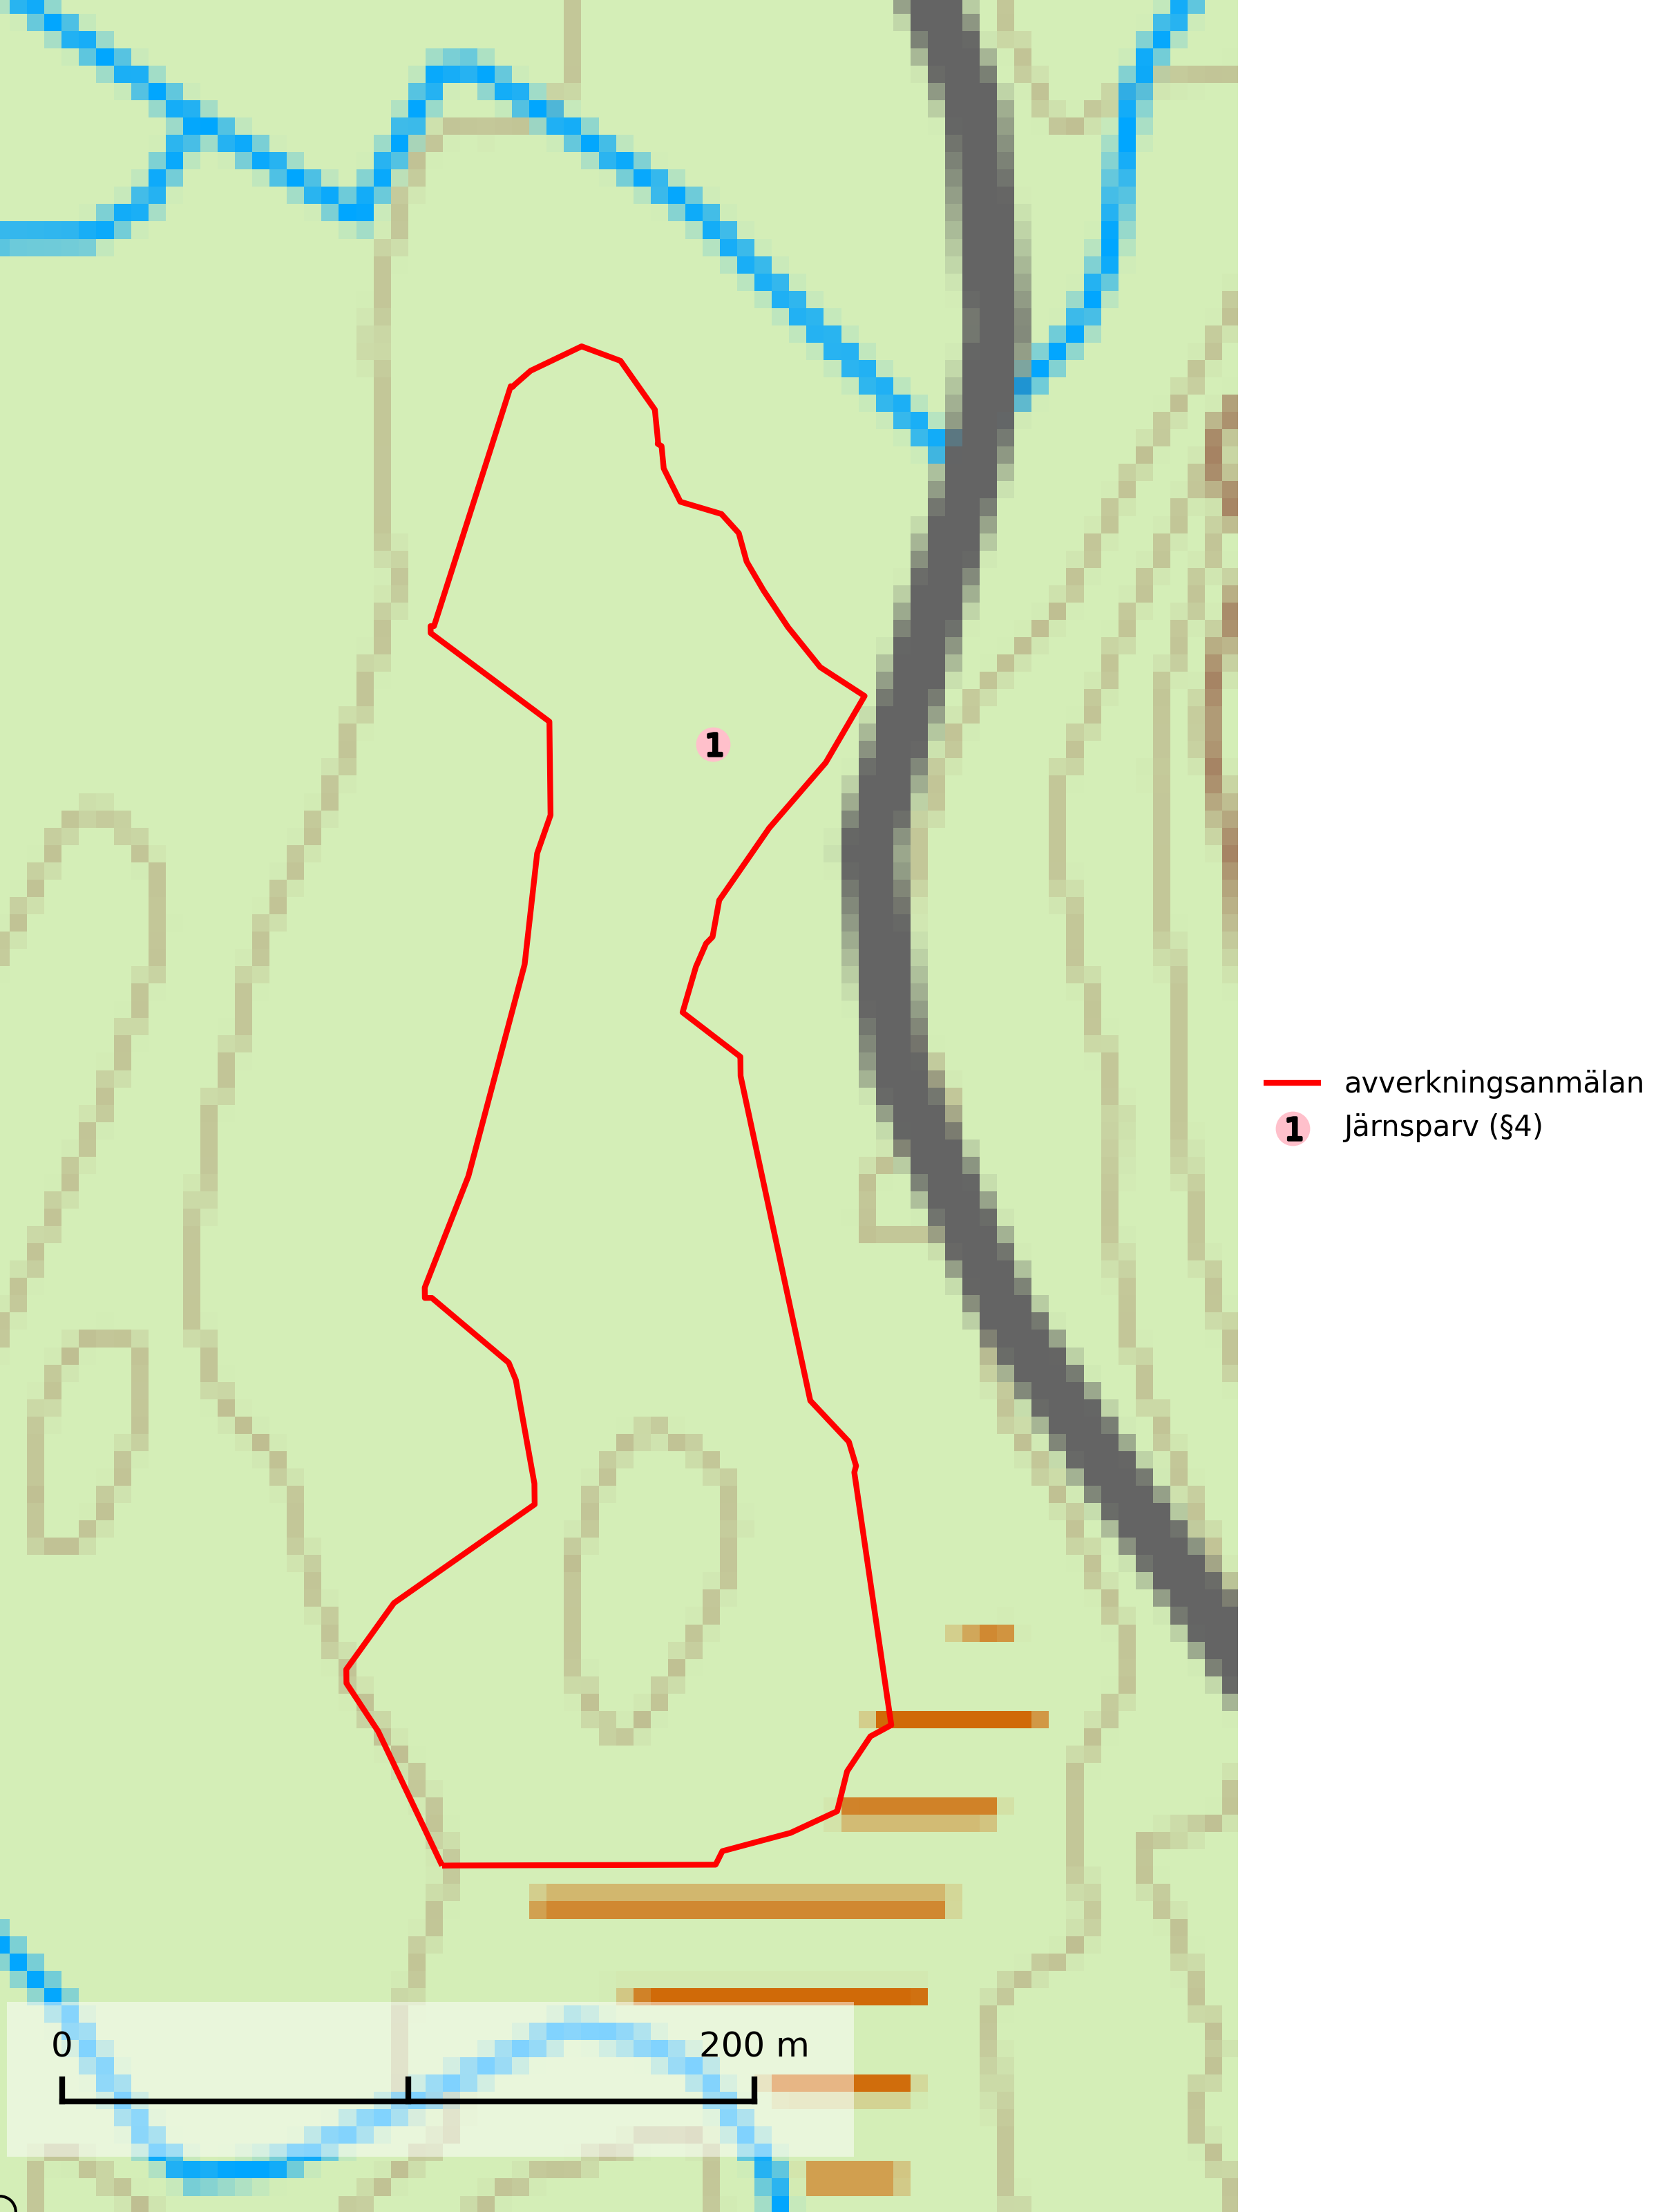 1
avverkningsanmälan
1 Järnsparv (§4)
0 200 m